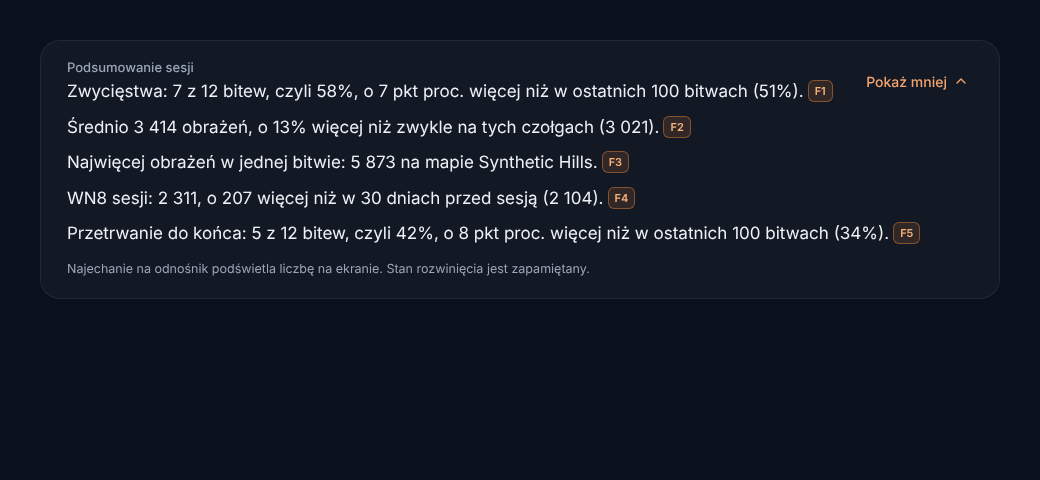 Podsumowanie sesji
Zwycięstwa: 7 z 12 bitew, czyli 58%, o 7 pkt proc. więcej niż w ostatnich 100 bitwach (51%). F1
Pokaż mniej
Średnio 3 414 obrażeń, o 13% więcej niż zwykle na tych czołgach (3 021). F2
Najwięcej obrażeń w jednej bitwie: 5 873 na mapie Synthetic Hills. F3
WN8 sesji: 2 311, o 207 więcej niż w 30 dniach przed sesją (2 104). F4
Przetrwanie do końca: 5 z 12 bitew, czyli 42%, o 8 pkt proc. więcej niż w ostatnich 100 bitwach (34%). F5
Najechanie na odnośnik podświetla liczbę na ekranie. Stan rozwinięcia jest zapamiętany.